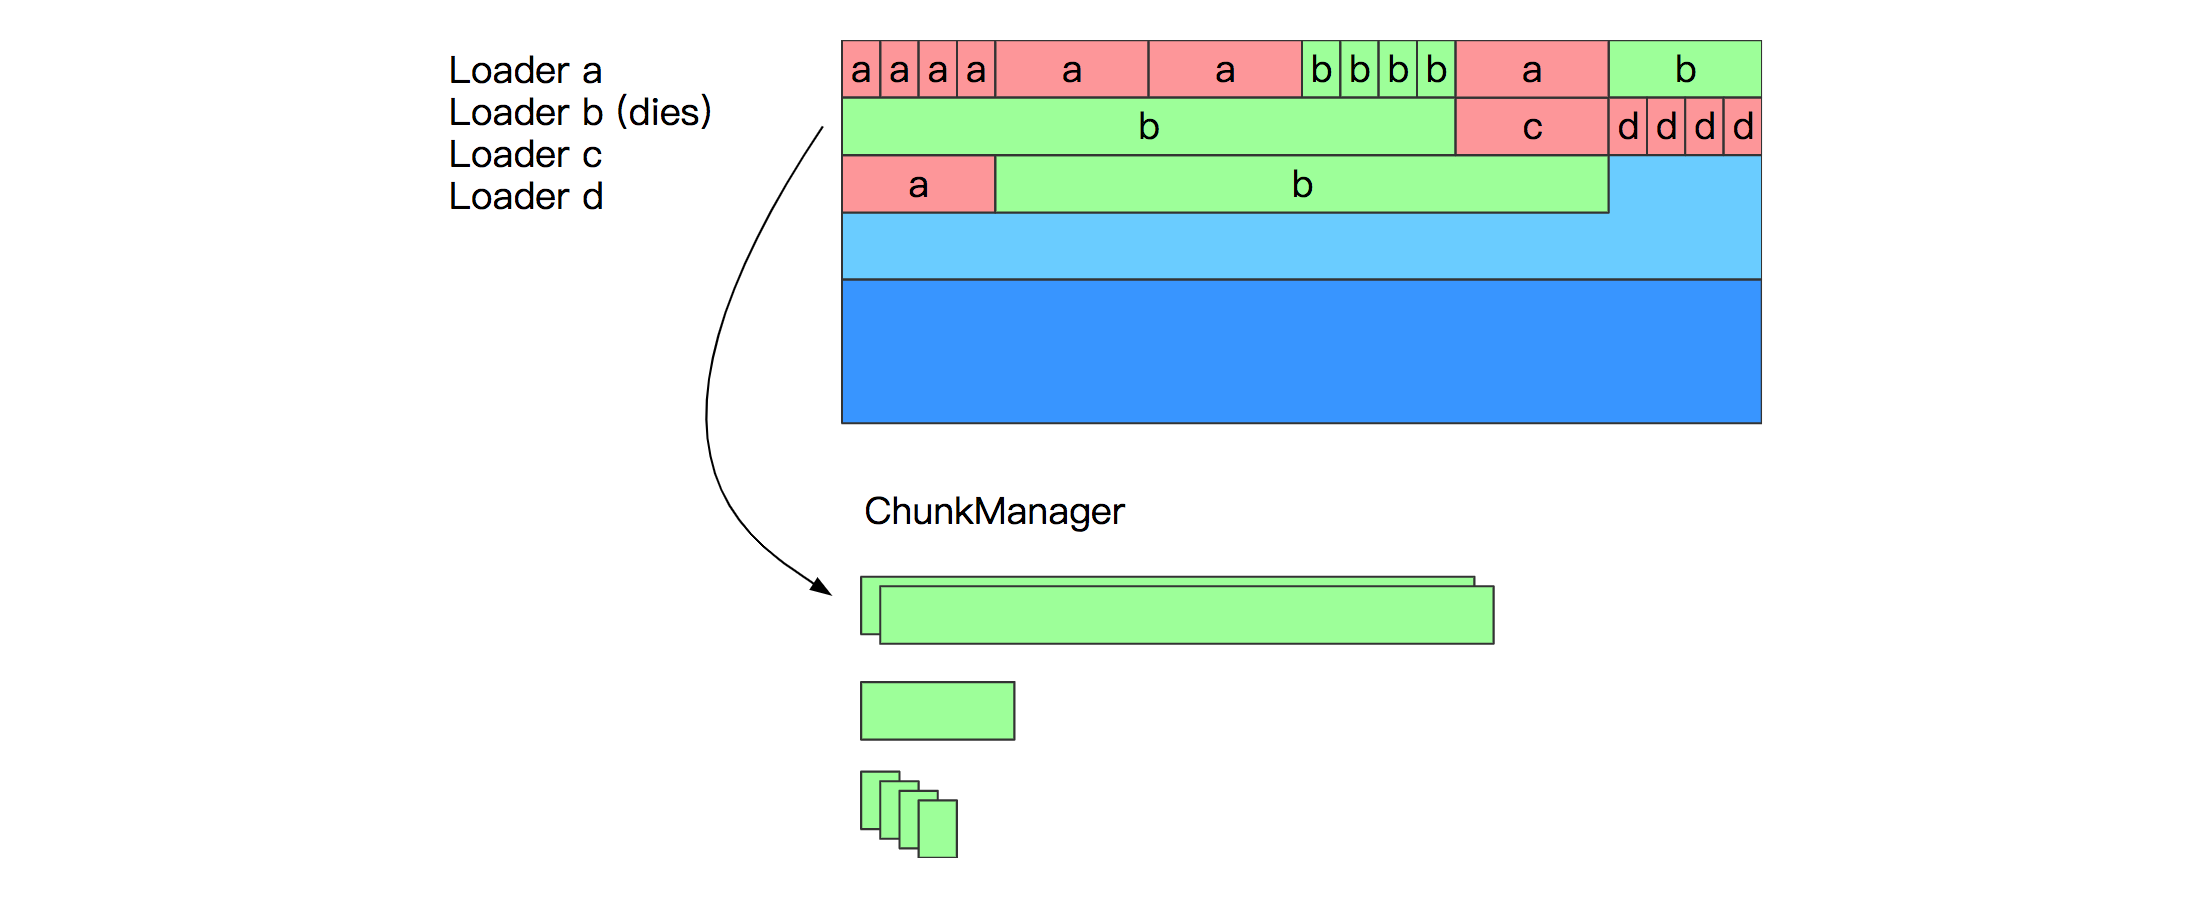 Loader a
Loader b (dies)
Loader c
Loader d
a a a a a a b b b b a b
b c d d d d
a b
ChunkManager